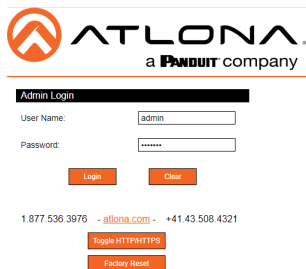 ATLONA.
a PANDUIT™ company
Admin Login
User Name: admin
Password: •••••••
Login Clear
1.877.536.3976 - atlona.com - +41.43.508.4321
Toggle HTTP/HTTPS
Factory Reset